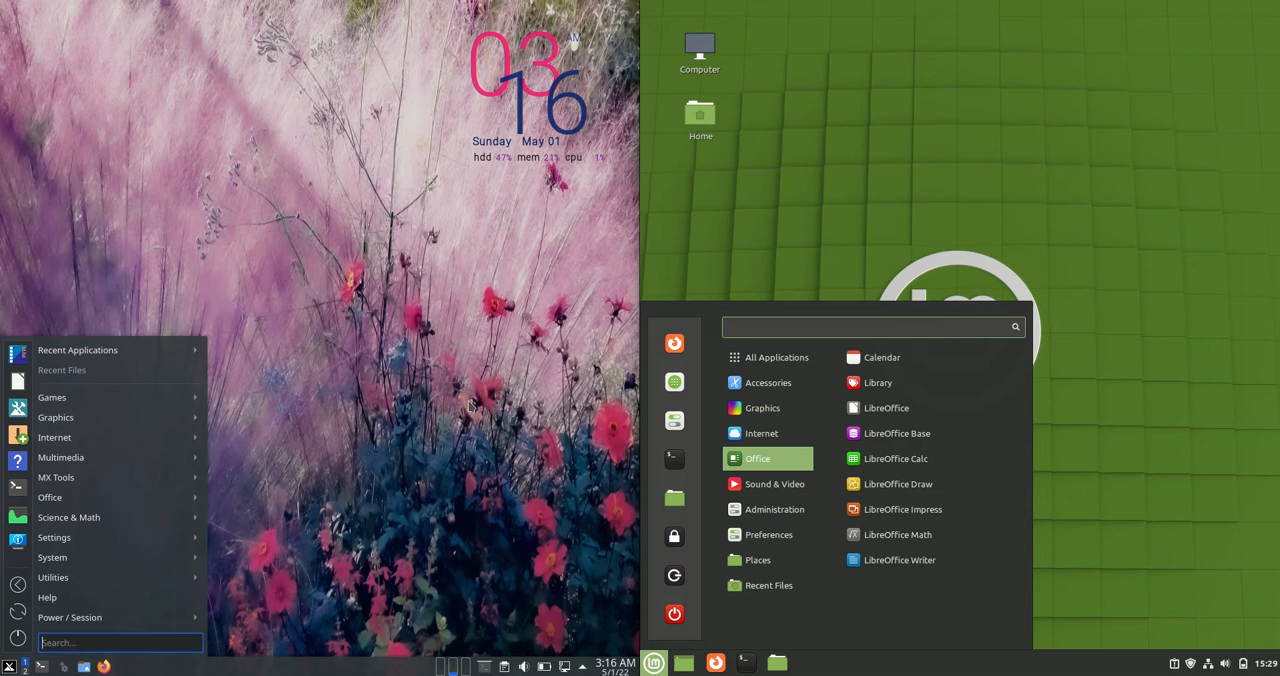 03
AM
16
Sunday May 01
hdd 47% mem 21% cpu 1%
Recent Applications
Recent Files
Games
Graphics
Internet
Multimedia
MX Tools
Office
Science & Math
Settings
System
Utilities
Help
Power / Session
Search...
1
2
3:16 AM
5/1/22
Computer
Home
All Applications
Accessories
Graphics
Internet
Office
Sound & Video
Administration
Preferences
Places
Recent Files
Calendar
Library
LibreOffice
LibreOffice Base
LibreOffice Calc
LibreOffice Draw
LibreOffice Impress
LibreOffice Math
LibreOffice Writer
15:29